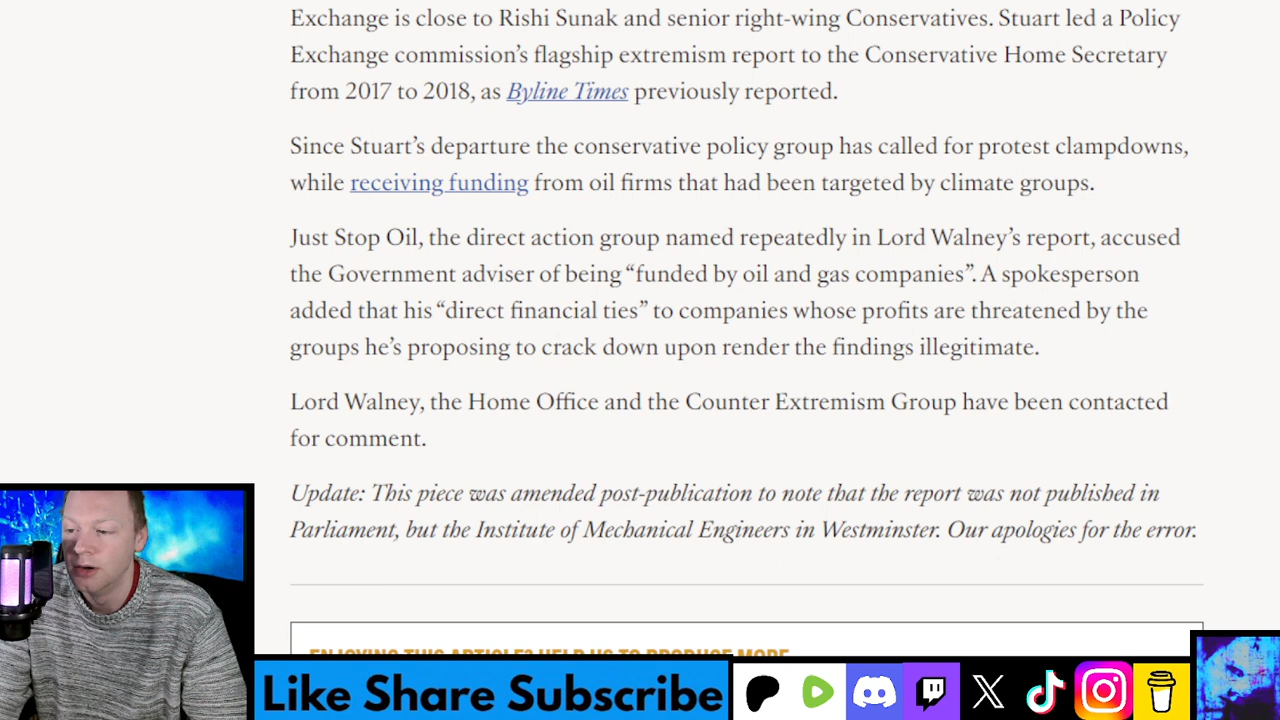 Exchange is close to Rishi Sunak and senior right-wing Conservatives. Stuart led a Policy
Exchange commission’s flagship extremism report to the Conservative Home Secretary
from 2017 to 2018, as Byline Times previously reported.
Since Stuart’s departure the conservative policy group has called for protest clampdowns,
while receiving funding from oil firms that had been targeted by climate groups.
Just Stop Oil, the direct action group named repeatedly in Lord Walney’s report, accused
the Government adviser of being “funded by oil and gas companies”. A spokesperson
added that his “direct financial ties” to companies whose profits are threatened by the
groups he’s proposing to crack down upon render the findings illegitimate.
Lord Walney, the Home Office and the Counter Extremism Group have been contacted
for comment.
Update: This piece was amended post-publication to note that the report was not published in
Parliament, but the Institute of Mechanical Engineers in Westminster. Our apologies for the error.
ENJOYING THIS ARTICLE? HELP US TO PRODUCE MORE
Like Share Subscribe